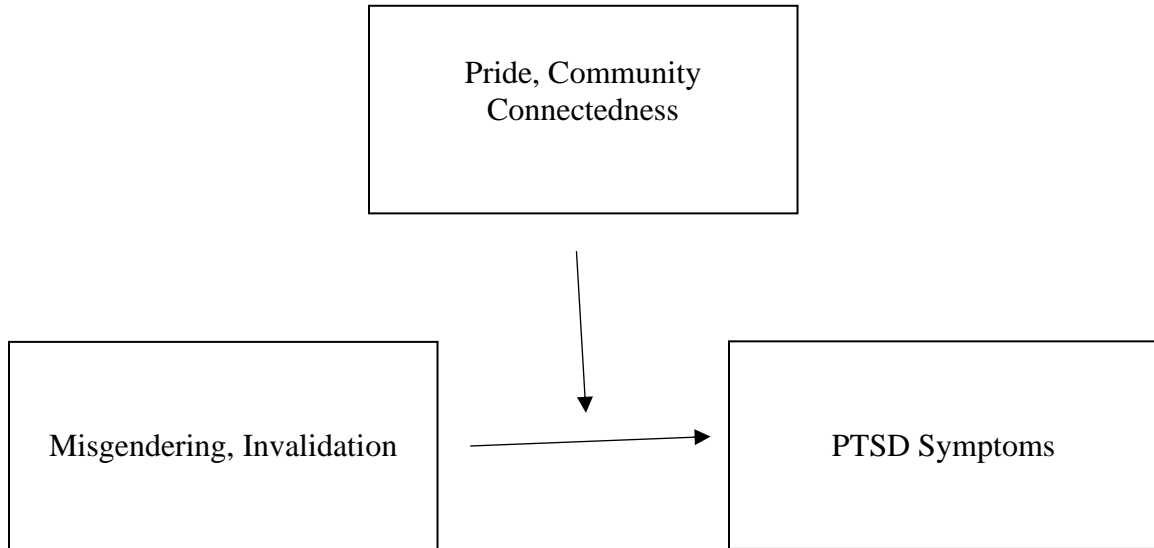 Pride, Community
Connectedness
Misgendering, Invalidation
PTSD Symptoms